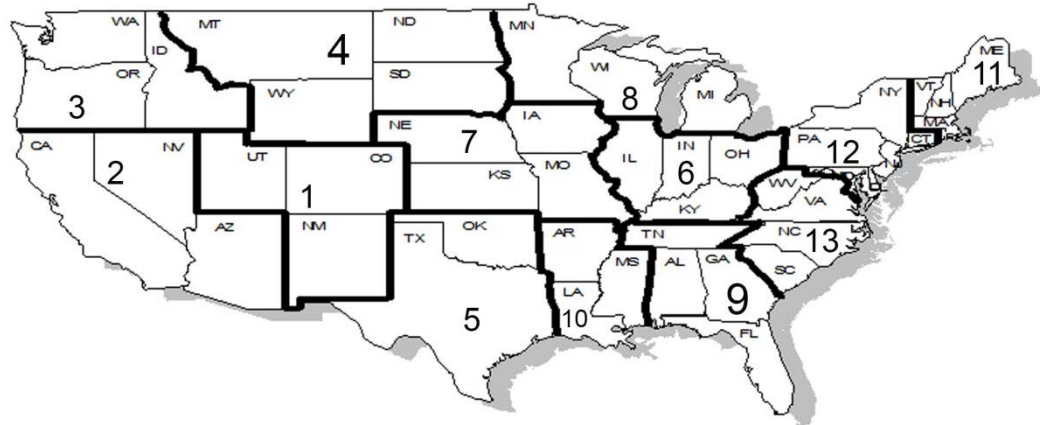 WA
MT
ND
MN
ME
4
11
ID
OR
SD
WI
NY
VT
WY
MI
NH
3
8
MA
IA
PA
CT
NE
7
12
CA
NV
UT
CO
IL
IN
OH
NJ
2
MO
6
WV
1
KS
VA
KY
AZ
NM
OK
TN
NC
13
TX
AR
MS
AL
GA
SC
LA
9
5
10
FL